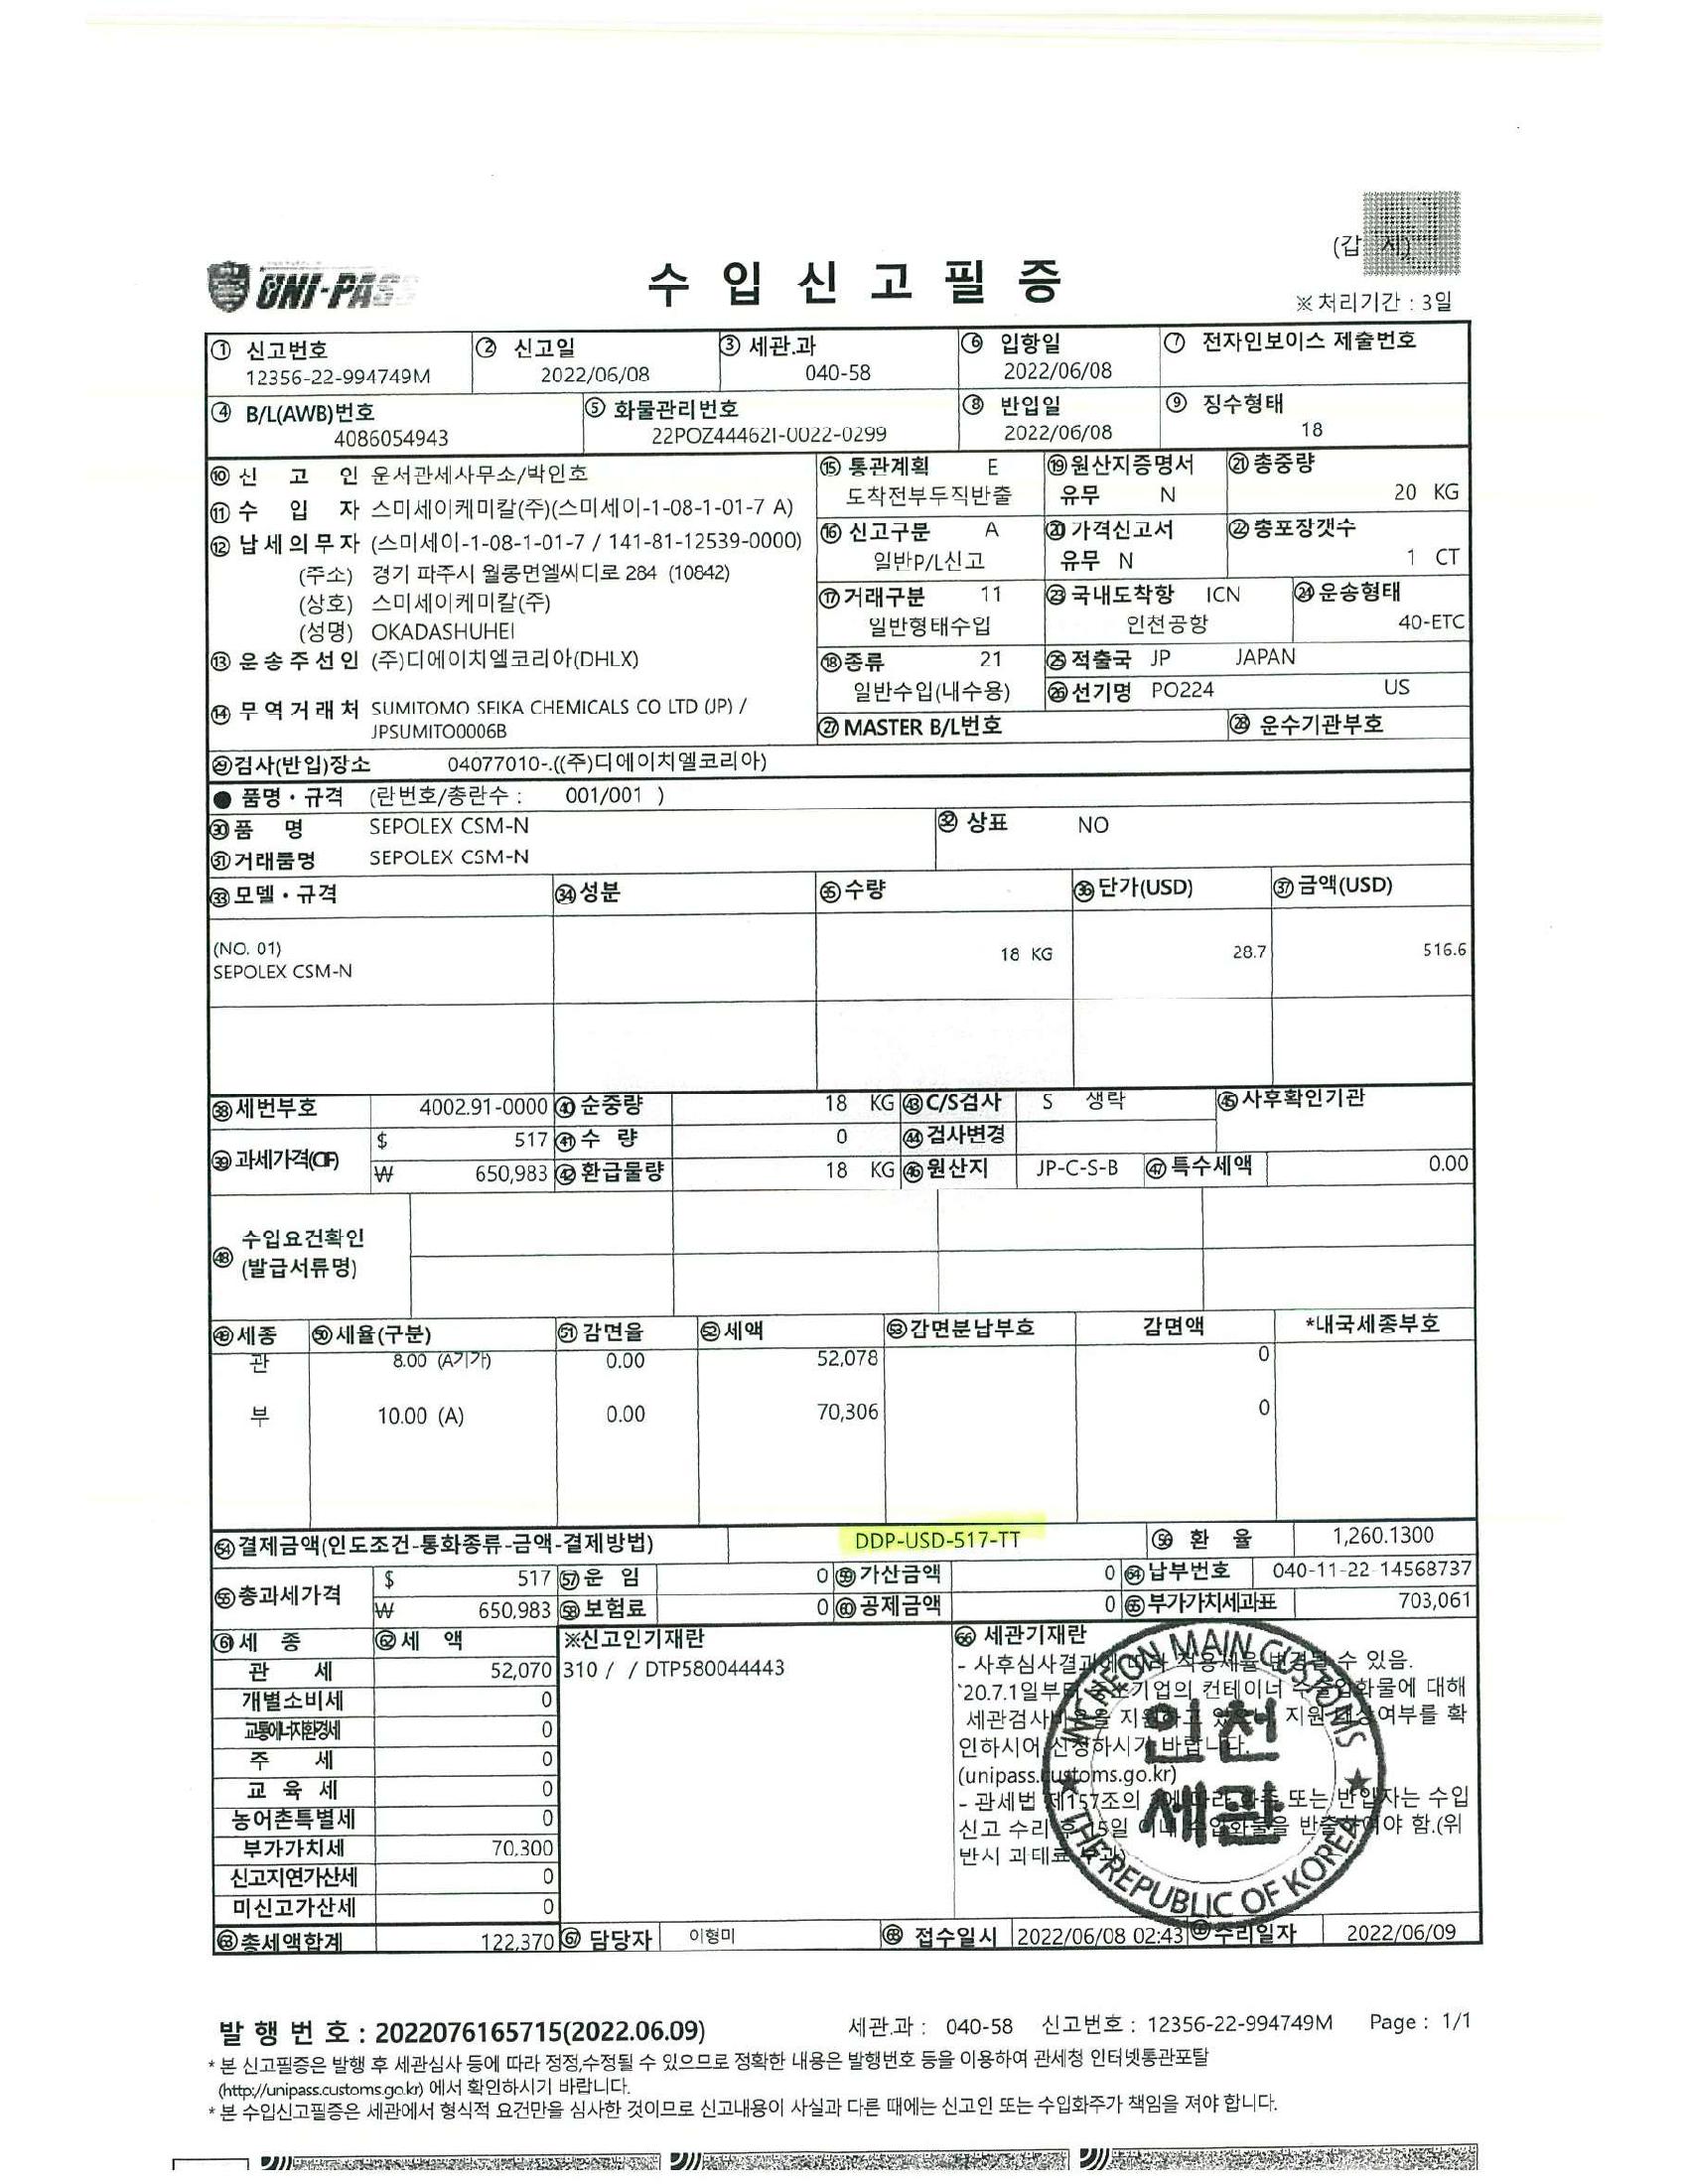 (갑 지)
UNI-PASS
수 입 신 고 필 증
※ 처리기간 : 3일
① 신고번호
12356-22-994749M
② 신고일
2022/06/08
③ 세관.과
040-58
⑥ 입항일
2022/06/08
⑦ 전자인보이스 제출번호
④ B/L(AWB)번호
4086054943
⑤ 화물관리번호
22POZ44462I-0022-0299
⑧ 반입일
2022/06/08
⑨ 징수형태
18
⑩ 신 고 인 운서관세사무소/박인호
⑪ 수 입 자 스미세이케미칼(주)(스미세이-1-08-1-01-7 A)
⑫ 납세의무자 (스미세이-1-08-1-01-7 / 141-81-12539-0000)
(주소) 경기 파주시 월롱면엘씨디로 284 (10842)
(상호) 스미세이케미칼(주)
(성명) OKADASHUHEI
⑬ 운송주선인 (주)디에이치엘코리아(DHLX)
⑭ 무역거래처 SUMITOMO SEIKA CHEMICALS CO LTD (JP) /
JPSUMITO0006B
⑮ 통관계획 E
도착전부두직반출
⑯ 신고구분 A
일반P/L신고
⑰ 거래구분 11
일반형태수입
⑱ 종류 21
일반수입(내수용)
⑲ 원산지증명서
유무 N
⑳ 가격신고서
유무 N
㉑ 총중량
20 KG
㉒ 총포장갯수
1 CT
㉓ 국내도착항 ICN
인천공항
㉔ 운송형태
40-ETC
㉕ 적출국 JP JAPAN
㉖ 선기명 PO224 US
㉗ MASTER B/L번호
㉘ 운수기관부호
㉙ 검사(반입)장소 04077010-.((주)디에이치엘코리아)
● 품명 · 규격 (란번호/총란수 : 001/001 )
㉚ 품 명 SEPOLEX CSM-N
㉛ 거래품명 SEPOLEX CSM-N
㉜ 상표 NO
㉝ 모델 · 규격 ㉞ 성분 ㉟ 수량 ㊱ 단가(USD) ㊲ 금액(USD)
(NO. 01)
SEPOLEX CSM-N
18 KG 28.7 516.6
㊳ 세번부호 4002.91-0000 ㊵ 순중량 18 KG ㊸ C/S검사 S 생략 ㊺ 사후확인기관
㊴ 과세가격(CIF) $ 517 ㊶ 수 량 0 ㊹ 검사변경
₩ 650,983 ㊷ 환급물량 18 KG ㊻ 원산지 JP-C-S-B ㊼ 특수세액 0.00
㊽ 수입요건확인
(발급서류명)
㊾ 세종 ㊿ 세율(구분) 51 감면율 52 세액 53 감면분납부호 감면액 *내국세종부호
관 8.00 (A기가) 0.00 52,078 0
부 10.00 (A) 0.00 70,306 0
54 결제금액(인도조건-통화종류-금액-결제방법) DDP-USD-517-TT 56 환 율 1,260.1300
55 총과세가격 $ 517 57 운 임 0 59 가산금액 0 64 납부번호 040-11-22-14568737
₩ 650,983 58 보험료 0 60 공제금액 0 65 부가가치세과표 703,061
61 세 종 62 세 액 ※신고인기재란
관 세 52,070 310 / / DTP580044443
개별소비세 0
교통에너지환경세 0
주 세 0
교 육 세 0
농어촌특별세 0
부가가치세 70,300
신고지연가산세 0
미신고가산세 0
66 세관기재란
- 사후심사결과에 따라 적용세율 변경될 수 있음.
`20.7.1일부터 기업의 컨테이너 화물에 대해
세관검사 지원 지원 대상여부를 확
인하시어 신청하시기 바랍니다.
(unipass.customs.go.kr)
- 관세법 제157조의 에 따라 화주 또는 반입자는 수입
신고 수리 후 15일 이내 수입화물을 반출하여야 함.(위
반시 과태료 부과)
INCHEON MAIN CUSTOMS
인천
세관
★ THE REPUBLIC OF KOREA ★
63 총세액합계 122,370 67 담당자 이형미 68 접수일시 2022/06/08 02:43 69 수리일자 2022/06/09
발 행 번 호 : 2022076165715(2022.06.09) 세관.과 : 040-58 신고번호 : 12356-22-994749M Page : 1/1
* 본 신고필증은 발행 후 세관심사 등에 따라 정정,수정될 수 있으므로 정확한 내용은 발행번호 등을 이용하여 관세청 인터넷통관포탈
(http://unipass.customs.go.kr) 에서 확인하시기 바랍니다.
* 본 수입신고필증은 세관에서 형식적 요건만을 심사한 것이므로 신고내용이 사실과 다른 때에는 신고인 또는 수입화주가 책임을 져야 합니다.